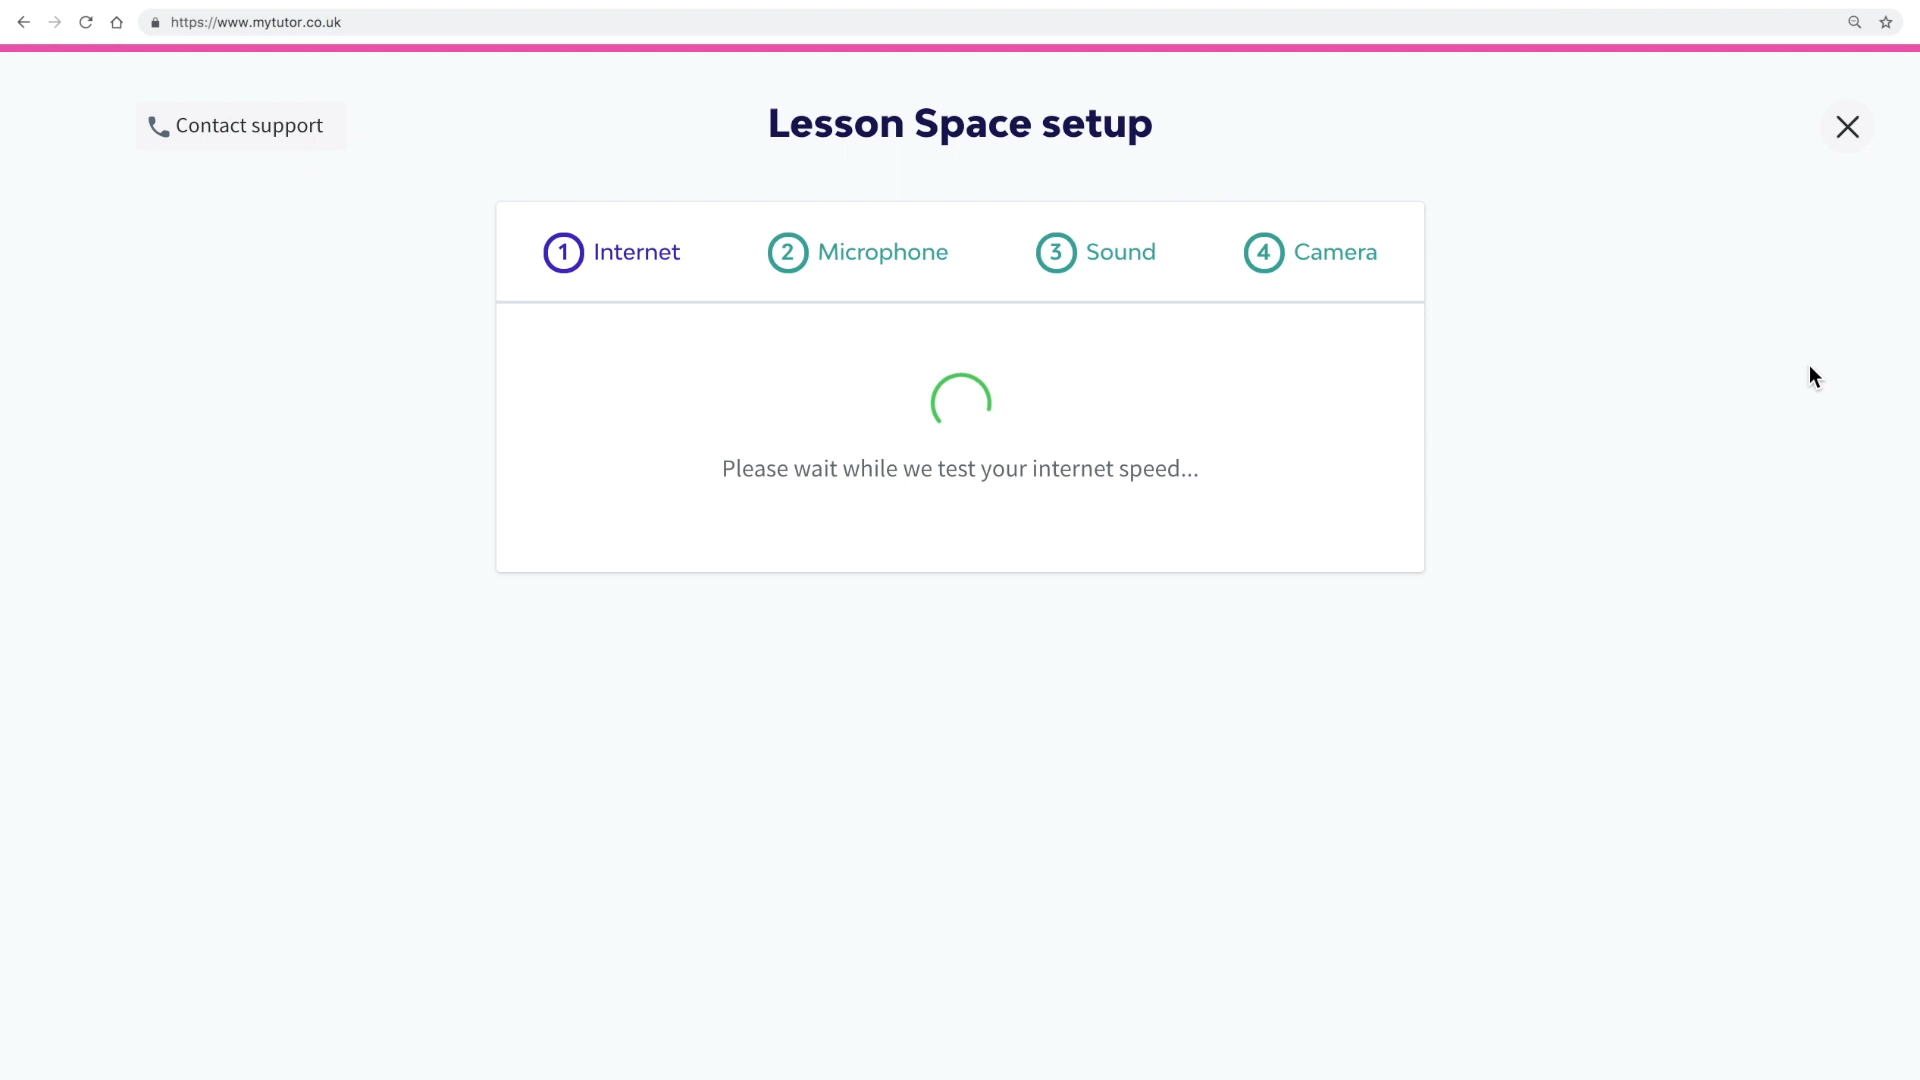 https://www.mytutor.co.uk
Contact support
Lesson Space setup
1 Internet
2 Microphone
3 Sound
4 Camera
Please wait while we test your internet speed...